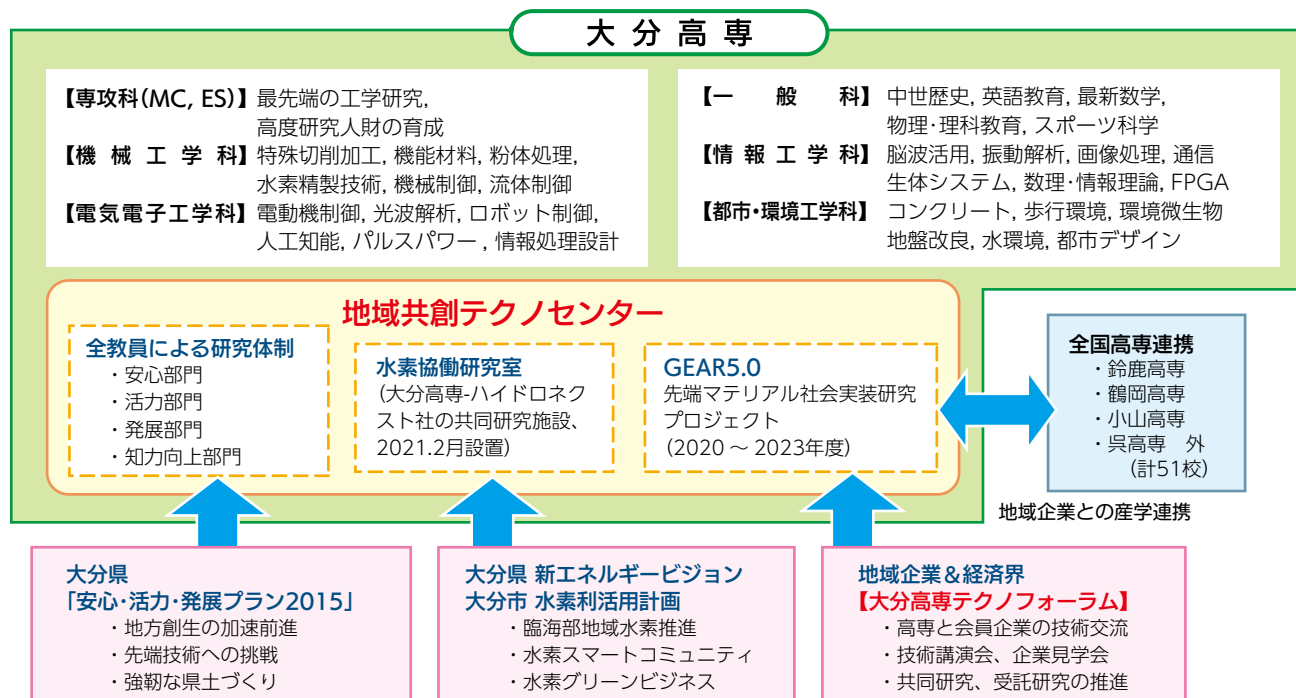 大分高専
【専攻科(MC, ES)】最先端の工学研究,
高度研究人財の育成
【機械工学科】特殊切削加工, 機能材料, 粉体処理,
水素精製技術, 機械制御, 流体制御
【電気電子工学科】電動機制御, 光波解析, ロボット制御,
人工知能, パルスパワー , 情報処理設計
【一般科】中世歴史, 英語教育, 最新数学,
物理・理科教育, スポーツ科学
【情報工学科】脳波活用, 振動解析, 画像処理, 通信
生体システム, 数理・情報理論, FPGA
【都市・環境工学科】コンクリート, 歩行環境, 環境微生物
地盤改良, 水環境, 都市デザイン
地域共創テクノセンター
全教員による研究体制
・安心部門
・活力部門
・発展部門
・知力向上部門
水素協働研究室
(大分高専-ハイドロネク
スト社の共同研究施設、
2021.2月設置)
GEAR5.0
先端マテリアル社会実装研究
プロジェクト
(2020 ～ 2023年度)
全国高専連携
・鈴鹿高専
・鶴岡高専
・小山高専
・呉高専　外
(計51校)
地域企業との産学連携
大分県
「安心・活力・発展プラン2015」
・地方創生の加速前進
・先端技術への挑戦
・強靭な県土づくり
大分県 新エネルギービジョン
大分市 水素利活用計画
・臨海部地域水素推進
・水素スマートコミュニティ
・水素グリーンビジネス
地域企業＆経済界
【大分高専テクノフォーラム】
・高専と会員企業の技術交流
・技術講演会、企業見学会
・共同研究、受託研究の推進